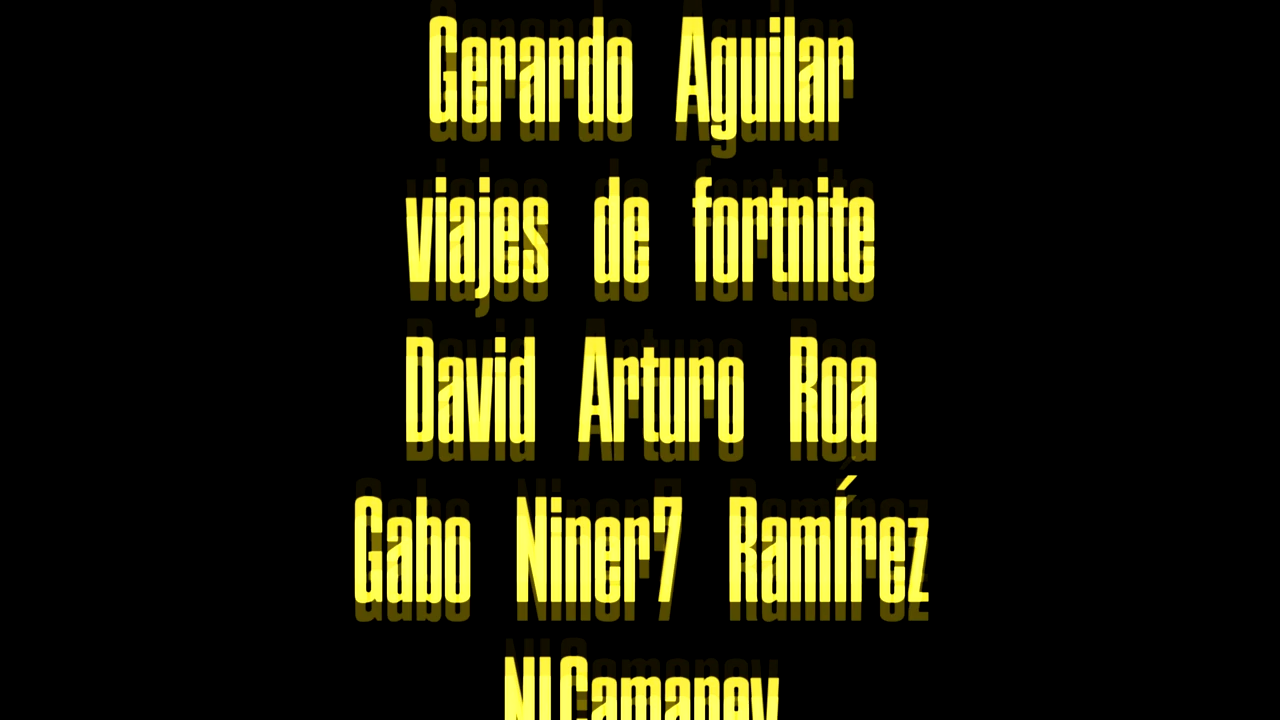 Gerardo Aguilar
viajes de fortnite
David Arturo Roa
Gabo Niner7 Ramírez